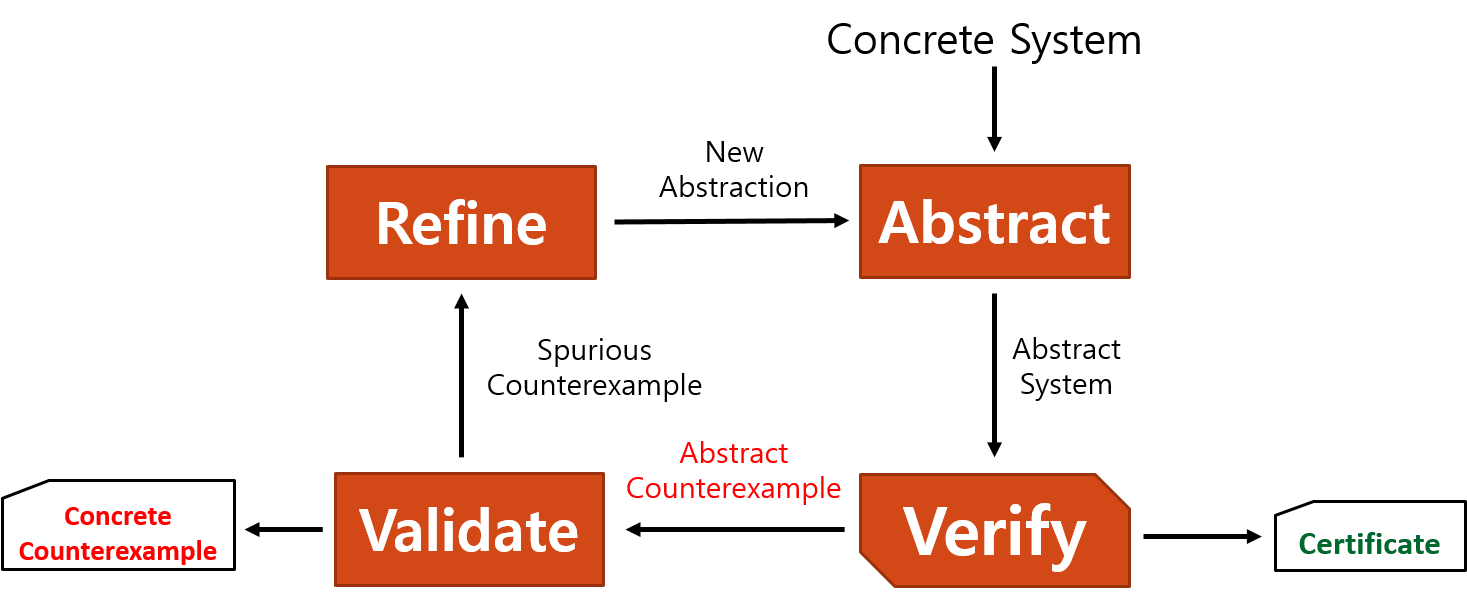 Concrete System
New
Abstraction
Refine
Abstract
Spurious
Counterexample
Abstract
System
Abstract
Counterexample
Concrete
Counterexample
Validate
Verify
Certificate